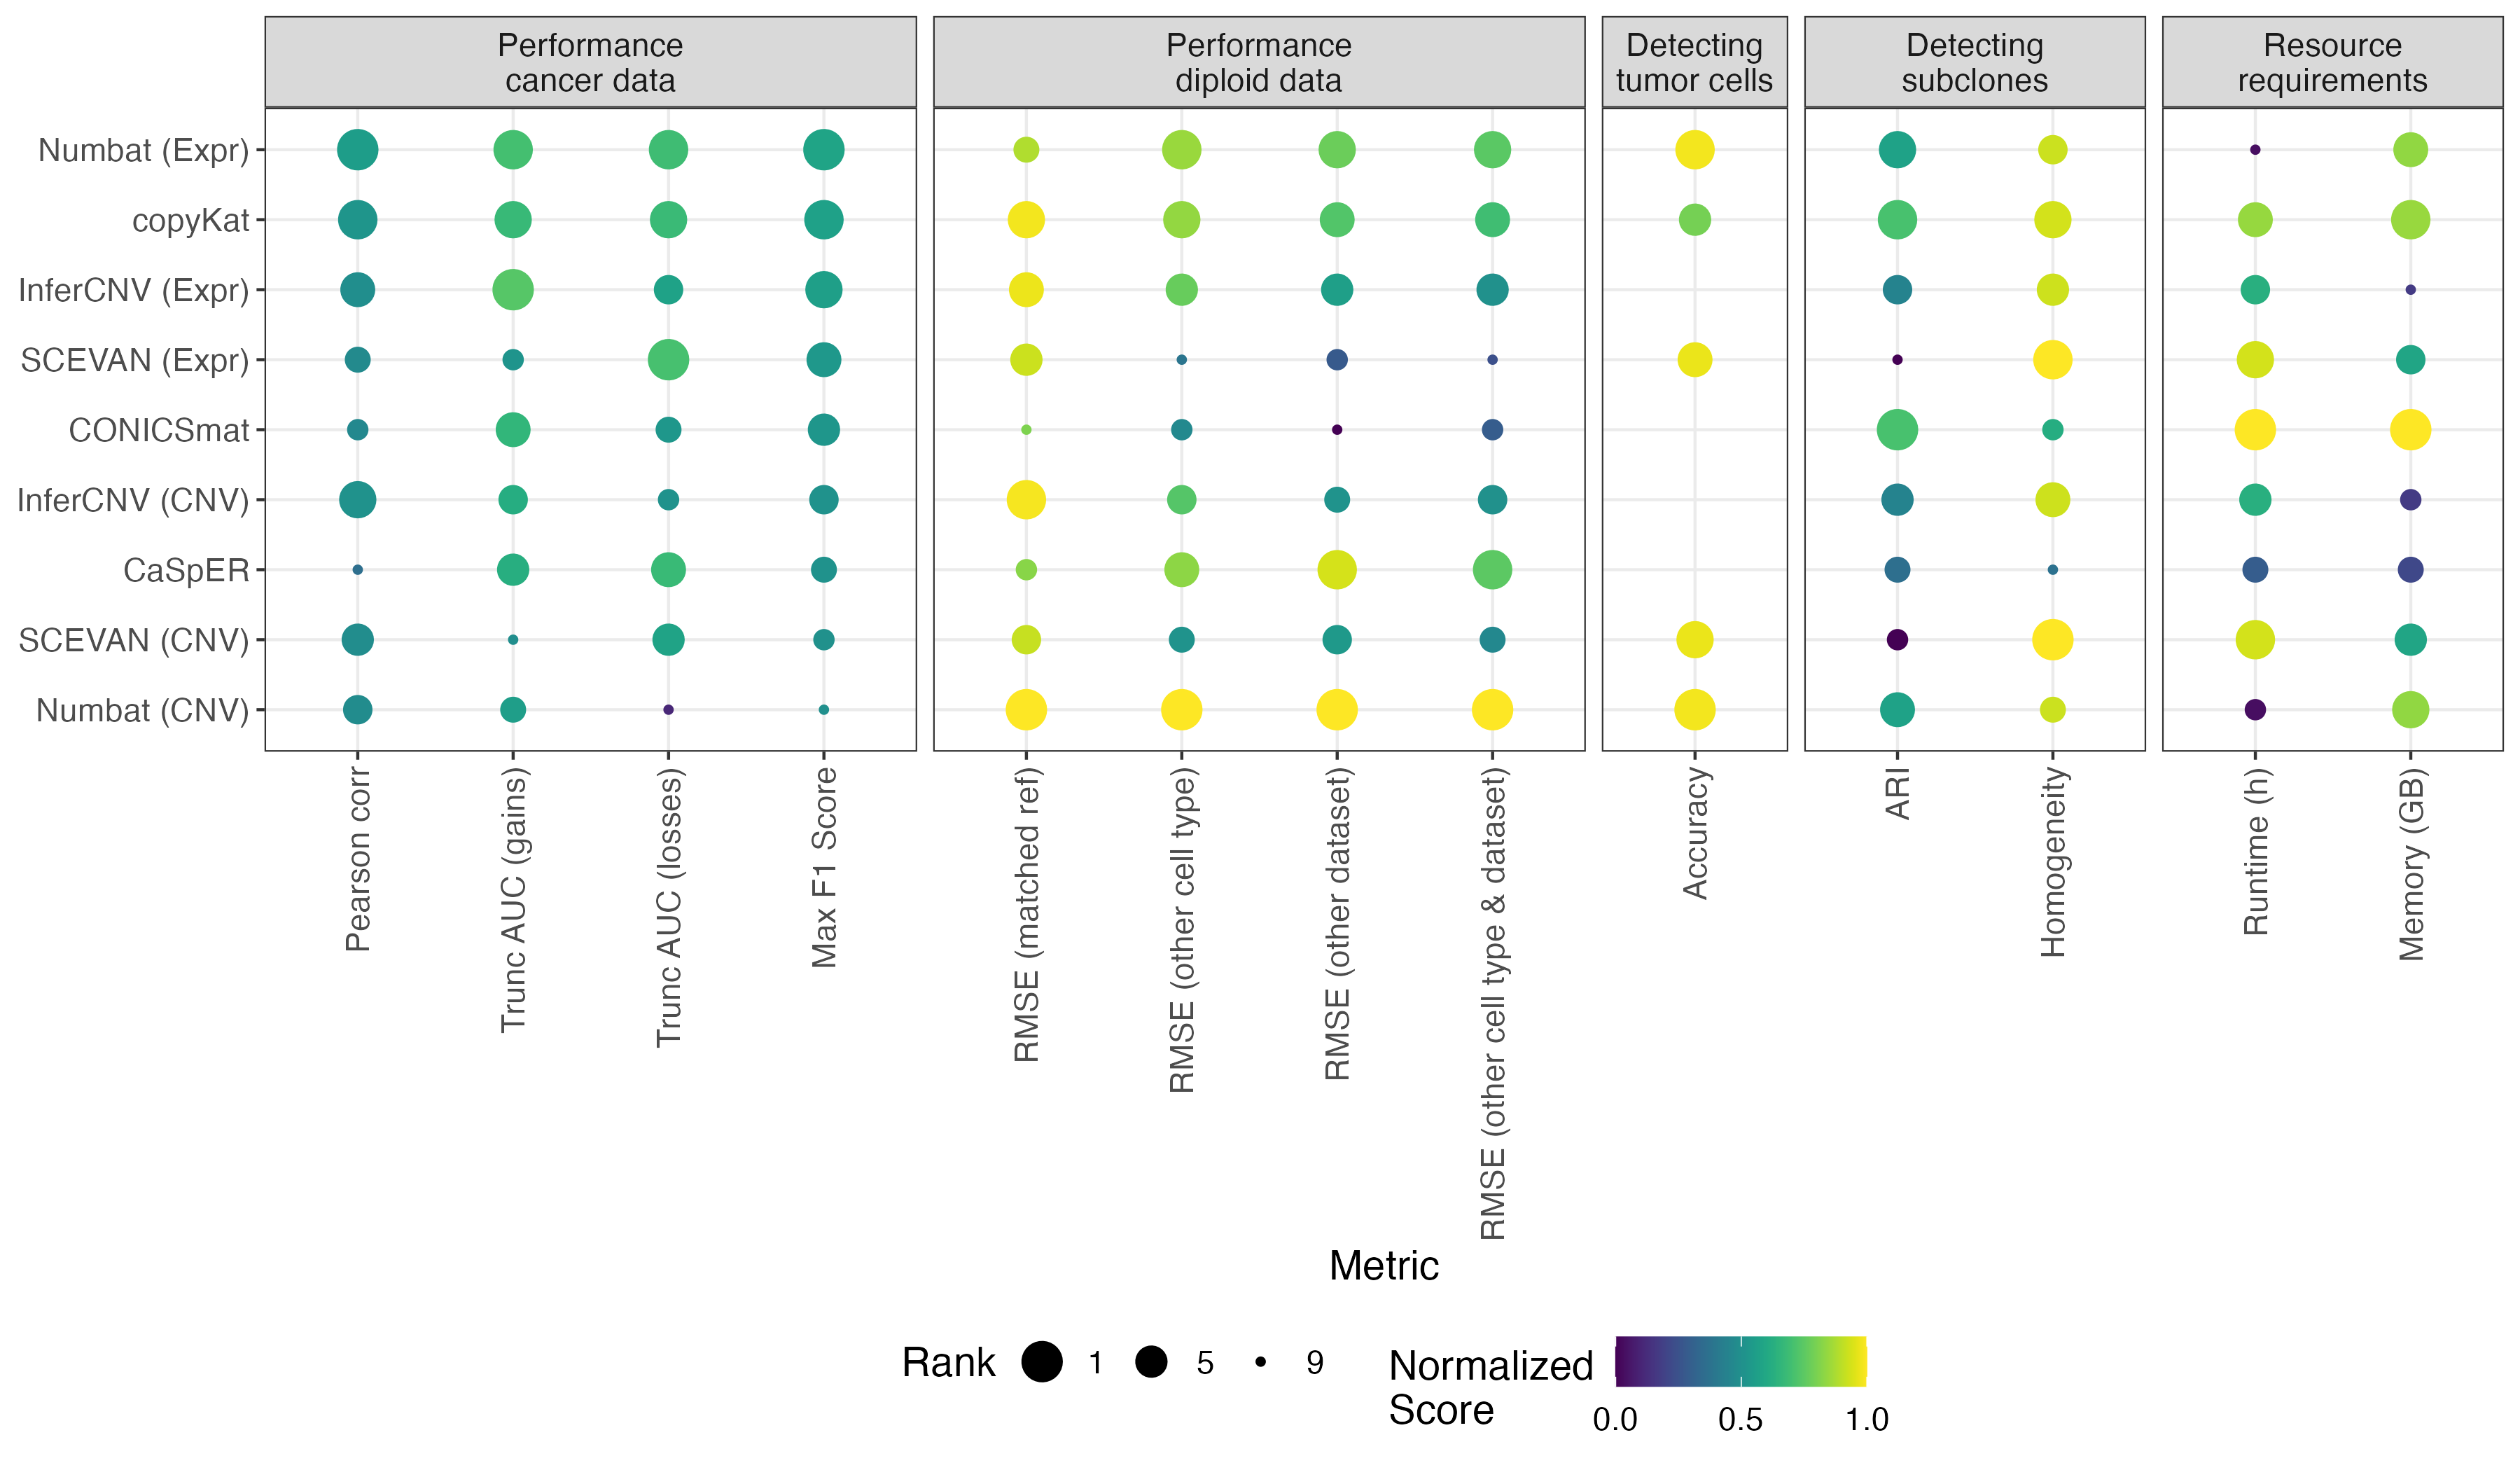 Performance
cancer data
Performance
diploid data
Detecting
tumor cells
Detecting
subclones
Resource
requirements
Numbat (Expr)
copyKat
InferCNV (Expr)
SCEVAN (Expr)
CONICSmat
InferCNV (CNV)
CaSpER
SCEVAN (CNV)
Numbat (CNV)
Pearson corr
Trunc AUC (gains)
Trunc AUC (losses)
Max F1 Score
RMSE (matched ref)
RMSE (other cell type)
RMSE (other dataset)
RMSE (other cell type & dataset)
Accuracy
ARI
Homogeneity
Runtime (h)
Memory (GB)
Metric
Rank 1 5 9
Normalized
Score
0.0 0.5 1.0